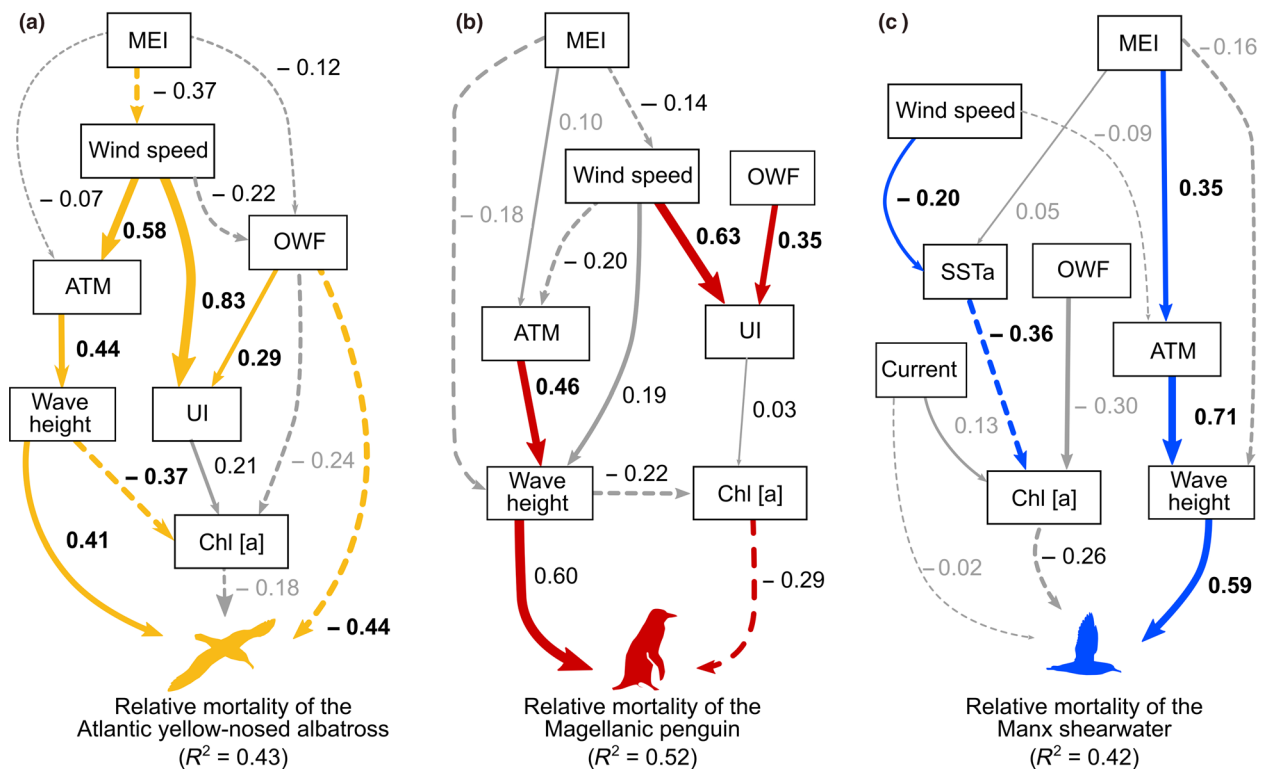 (a)
MEI
– 0.12
– 0.37
Wind speed
– 0.07
– 0.22
0.58
OWF
ATM
0.83
0.44
0.29
Wave
height
UI
– 0.37
0.21
– 0.24
0.41
Chl [a]
– 0.18
– 0.44
Relative mortality of the
Atlantic yellow-nosed albatross
(R² = 0.43)
(b)
MEI
– 0.14
0.10
Wind speed
OWF
– 0.18
0.63
0.35
– 0.20
ATM
UI
0.46
0.19
0.03
Wave
height
– 0.22
Chl [a]
0.60
– 0.29
Relative mortality of the
Magellanic penguin
(R² = 0.52)
(c)
MEI
– 0.16
Wind speed
– 0.09
0.35
– 0.20
0.05
SSTa
OWF
– 0.36
ATM
Current
– 0.30
0.71
0.13
Chl [a]
Wave
height
– 0.02
– 0.26
0.59
Relative mortality of the
Manx shearwater
(R² = 0.42)